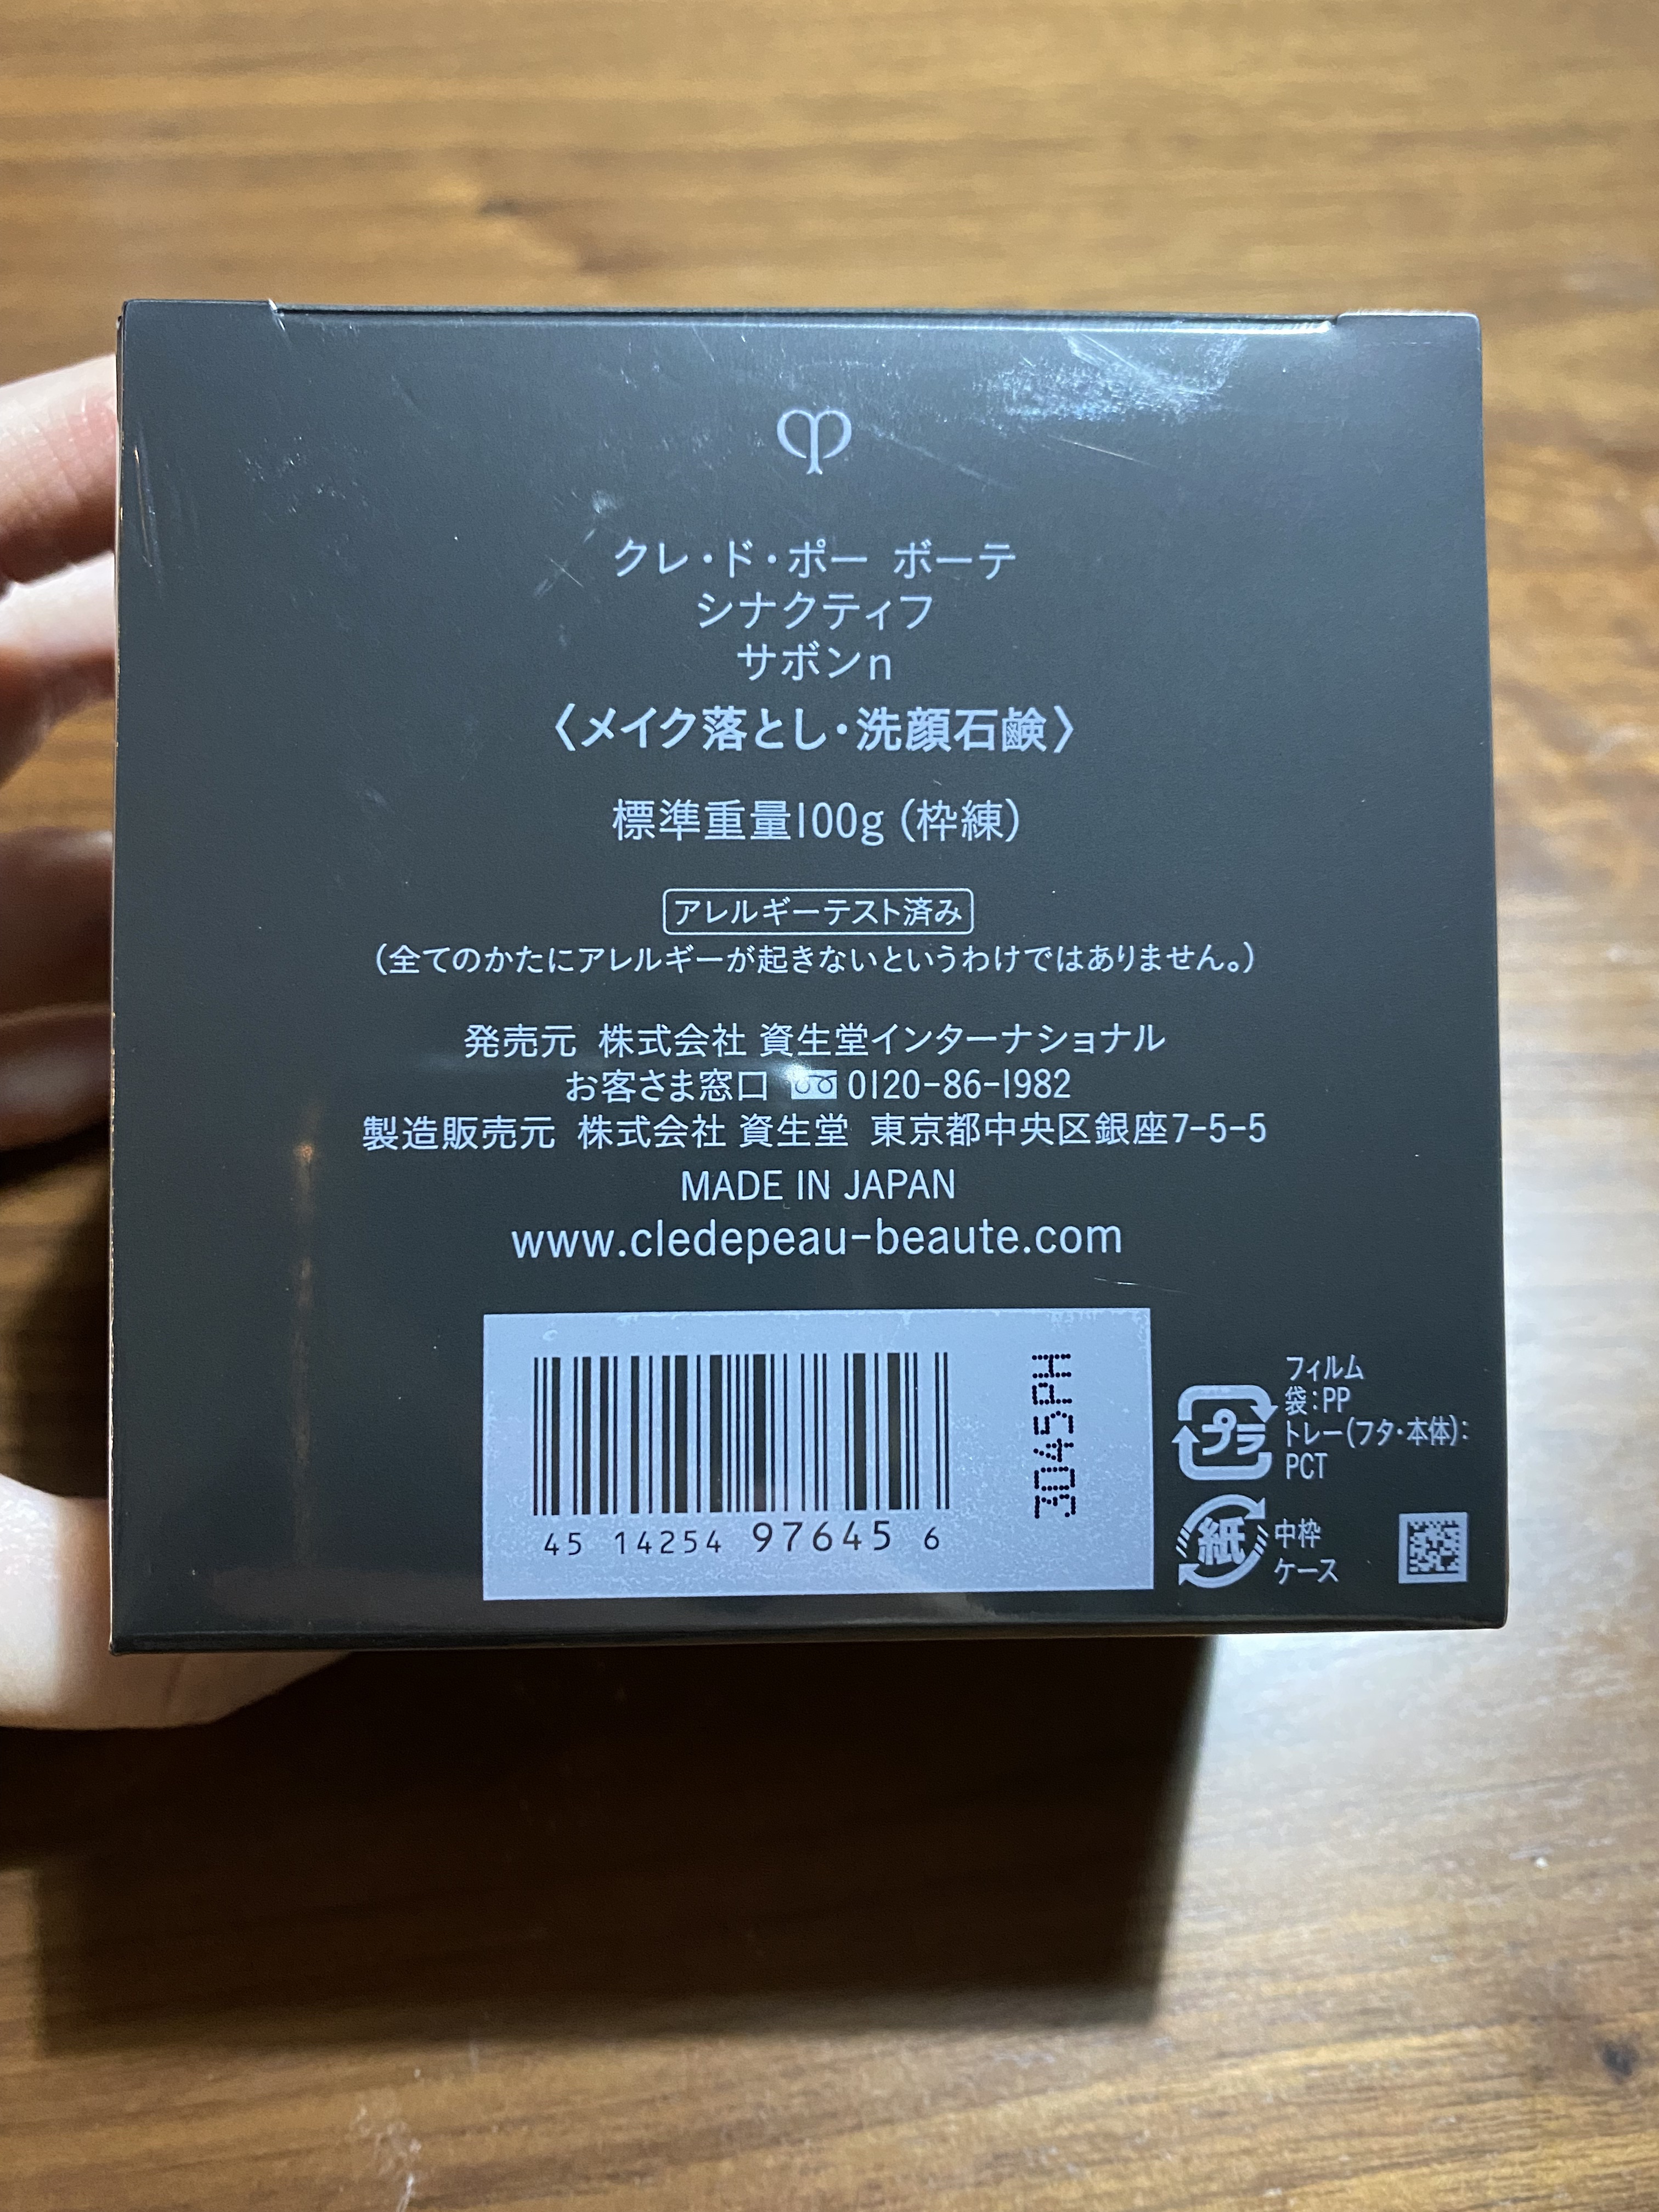 クレ・ド・ポー ボーテ
シナクティフ
サボンn
〈メイク落とし・洗顔石鹸〉
標準重量100g (枠練)
アレルギーテスト済み
(全てのかたにアレルギーが起きないというわけではありません。)
発売元 株式会社 資生堂インターナショナル
お客さま窓口 0120-86-1982
製造販売元 株式会社 資生堂 東京都中央区銀座7-5-5
MADE IN JAPAN
www.cledepeau-beaute.com
45 14254 97645 6
3045PH
プラ
フィルム
袋:PP
トレー(フタ・本体):
PCT
紙
中枠
ケース